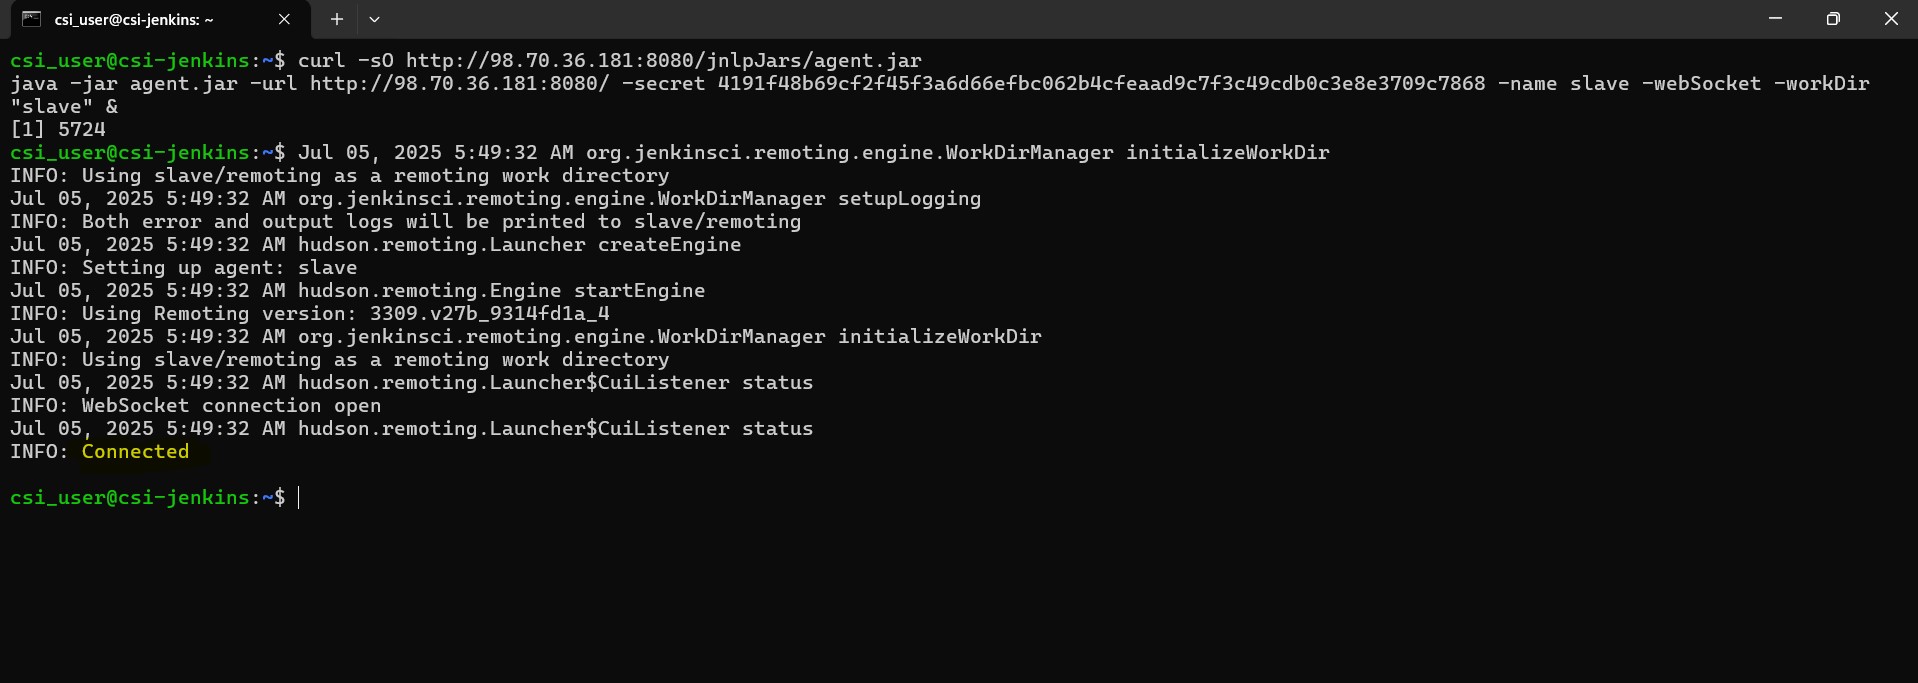 csi_user@csi-jenkins: ~
csi_user@csi-jenkins:~$ curl -sO http://98.70.36.181:8080/jnlpJars/agent.jar
java -jar agent.jar -url http://98.70.36.181:8080/ -secret 4191f48b69cf2f45f3a6d66efbc062b4cfeaad9c7f3c49cdb0c3e8e3709c7868 -name slave -webSocket -workDir
"slave" &
[1] 5724
csi_user@csi-jenkins:~$ Jul 05, 2025 5:49:32 AM org.jenkinsci.remoting.engine.WorkDirManager initializeWorkDir
INFO: Using slave/remoting as a remoting work directory
Jul 05, 2025 5:49:32 AM org.jenkinsci.remoting.engine.WorkDirManager setupLogging
INFO: Both error and output logs will be printed to slave/remoting
Jul 05, 2025 5:49:32 AM hudson.remoting.Launcher createEngine
INFO: Setting up agent: slave
Jul 05, 2025 5:49:32 AM hudson.remoting.Engine startEngine
INFO: Using Remoting version: 3309.v27b_9314fd1a_4
Jul 05, 2025 5:49:32 AM org.jenkinsci.remoting.engine.WorkDirManager initializeWorkDir
INFO: Using slave/remoting as a remoting work directory
Jul 05, 2025 5:49:32 AM hudson.remoting.Launcher$CuiListener status
INFO: WebSocket connection open
Jul 05, 2025 5:49:32 AM hudson.remoting.Launcher$CuiListener status
INFO: Connected
csi_user@csi-jenkins:~$